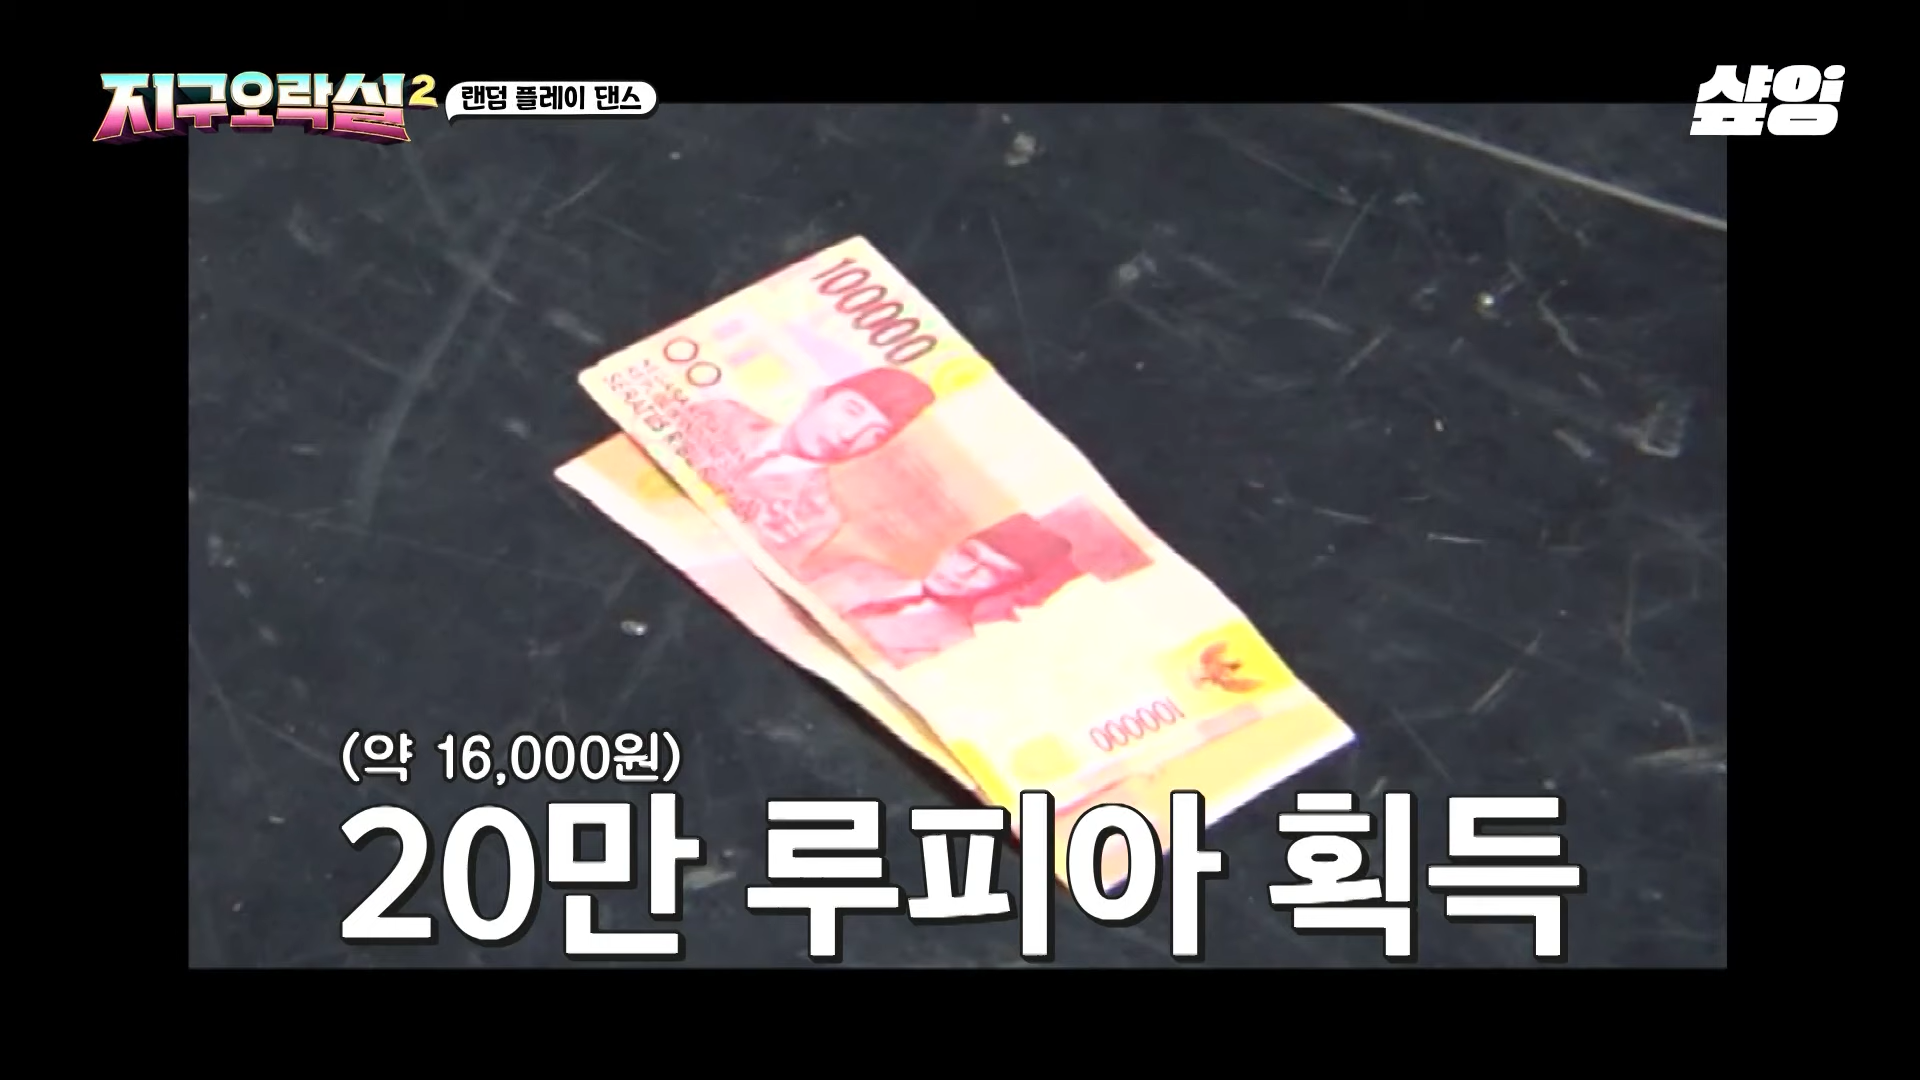 지구오락실2
랜덤 플레이 댄스
샾잉
100000
100000
(약 16,000원)
20만 루피아 획득